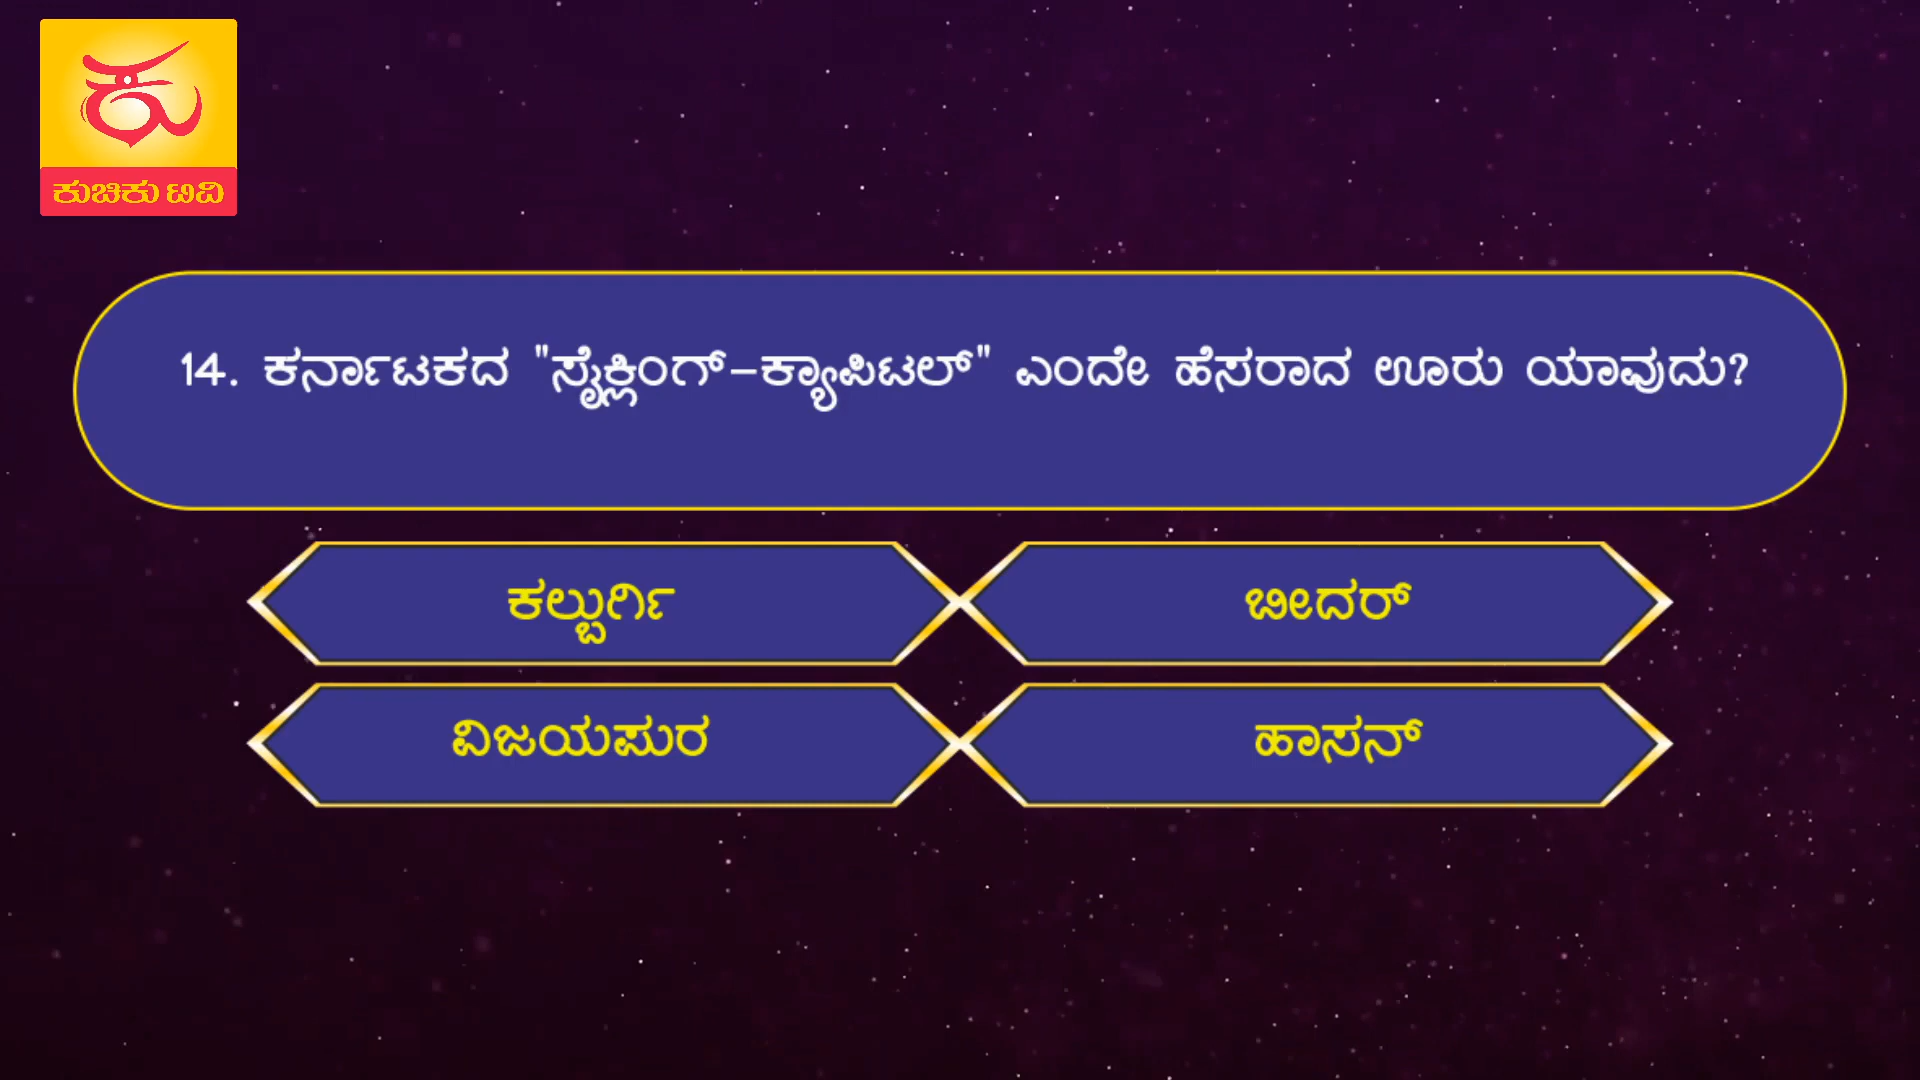 ಕು
ಕುಚಿಕು ಟಿವಿ
14. ಕರ್ನಾಟಕದ "ಸೈಕ್ಲಿಂಗ್-ಕ್ಯಾಪಿಟಲ್" ಎಂದೇ ಹೆಸರಾದ ಊರು ಯಾವುದು?
ಕಲ್ಬುರ್ಗಿ
ಬೀದರ್
ವಿಜಯಪುರ
ಹಾಸನ್